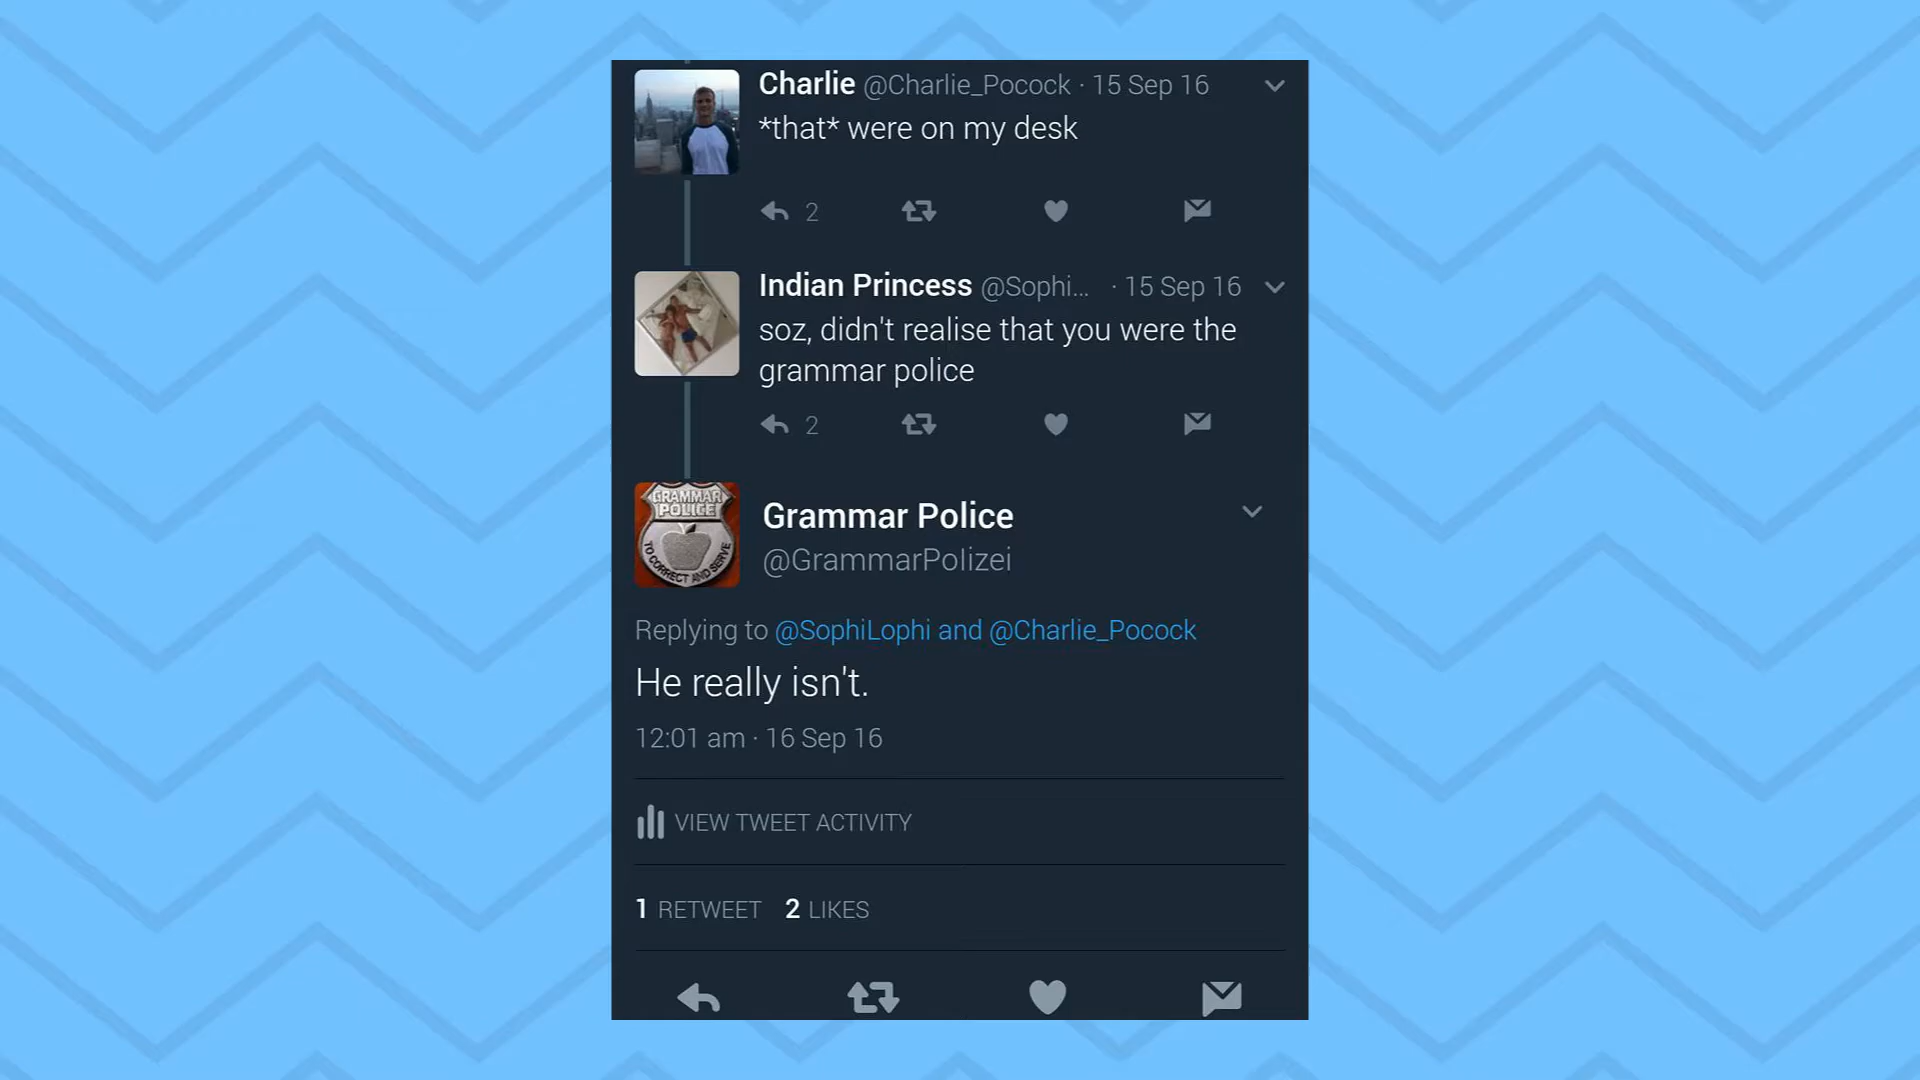 Charlie @Charlie_Pocock · 15 Sep 16
*that* were on my desk
2
Indian Princess @Sophi... · 15 Sep 16
soz, didn't realise that you were the
grammar police
2
GRAMMAR
POLICE
TO CORRECT AND SERVE
Grammar Police
@GrammarPolizei
Replying to @SophiLophi and @Charlie_Pocock
He really isn't.
12:01 am · 16 Sep 16
VIEW TWEET ACTIVITY
1 RETWEET 2 LIKES